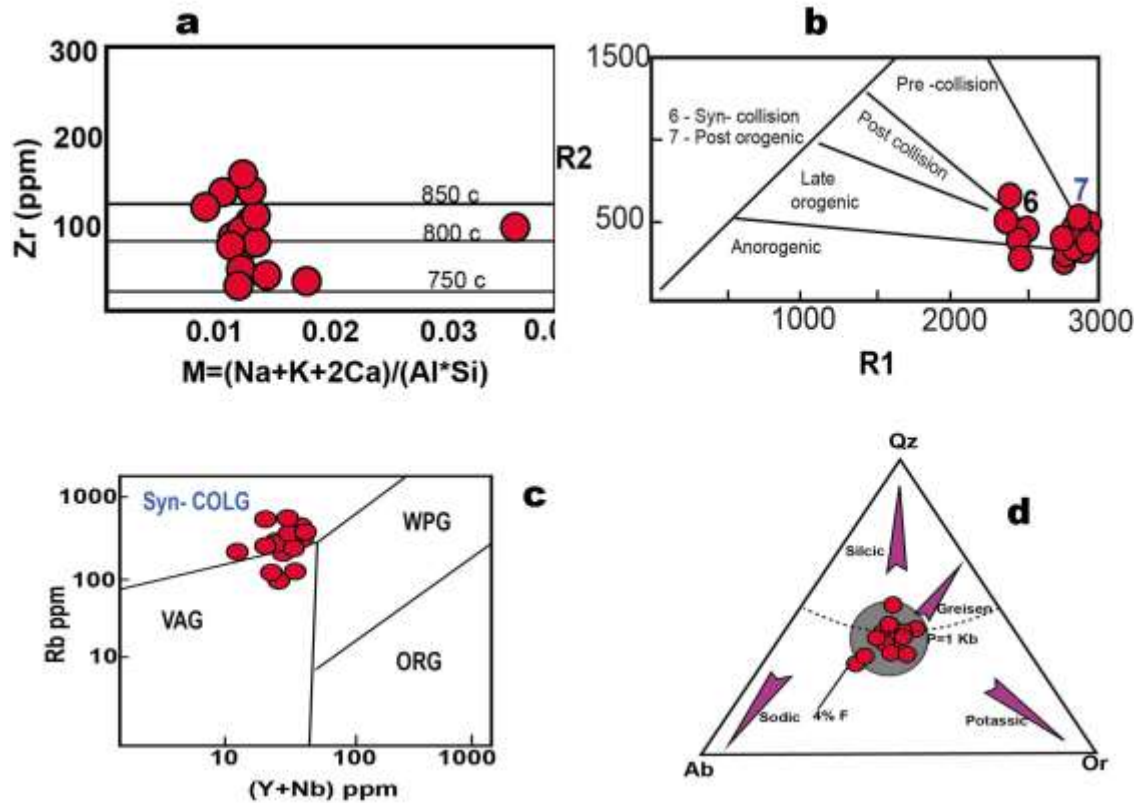 a
300
200
100
Zr (ppm)
850 c
800 c
750 c
0.01 0.02 0.03 0.0
M=(Na+K+2Ca)/(Al*Si)
b
1500
500
R2
Pre -collision
6 - Syn- collision
7 - Post orogenic
Post collision
Late
orogenic
Anorogenic
6
7
1000 2000 3000
R1
c
1000
100
10
Rb ppm
Syn- COLG
WPG
VAG
ORG
10 100 1000
(Y+Nb) ppm
d
Qz
Silcic
Greisen
P=1 Kb
4% F
Sodic
Potassic
Ab
Or